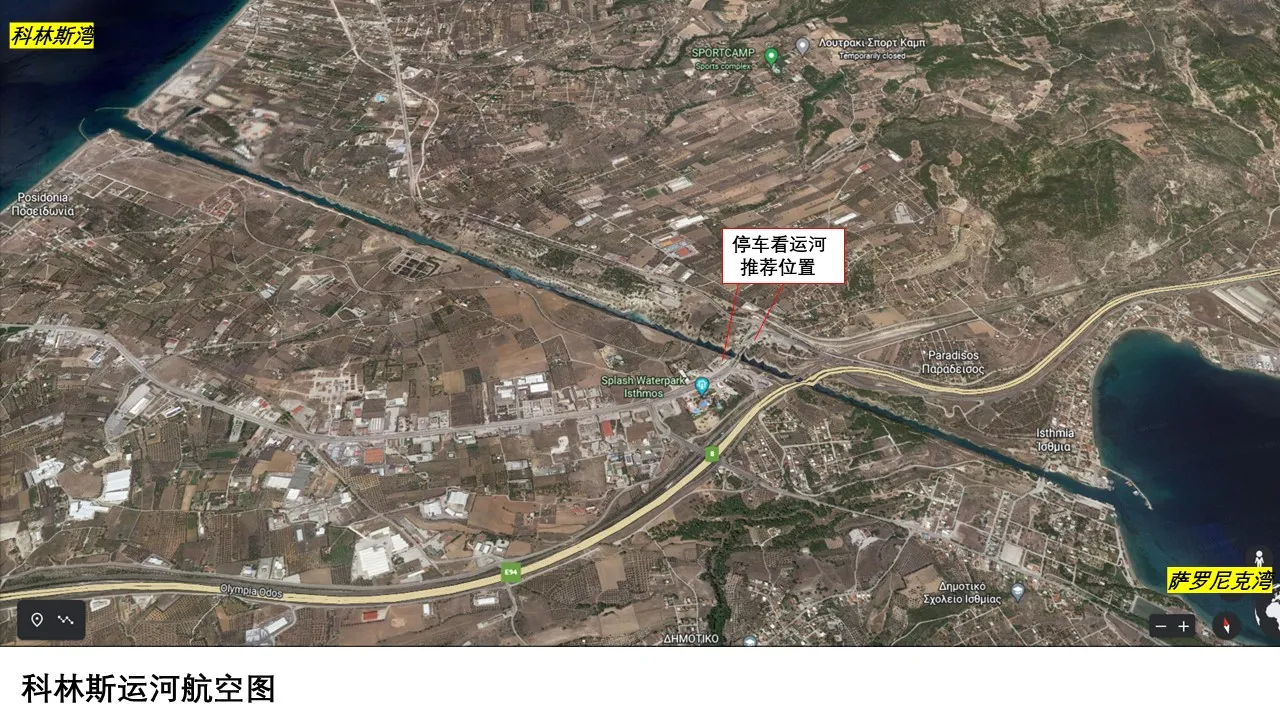 科林斯湾
SPORTCAMP
Sports complex
Λουτρακι Σπορτ Καμπ
Temporarily closed
Posidonia
Ποσειδωνία
停车看运河
推荐位置
Paradisos
Παράδεισος
Splash Waterpark
Isthmos
8
Isthmia
Ίσθμια
E94
Olympia Odos
萨罗尼克湾
Δημοτικό
Σχολείο Ισθμίας
ΔΗΜΟΤΙΚΟ
科林斯运河航空图